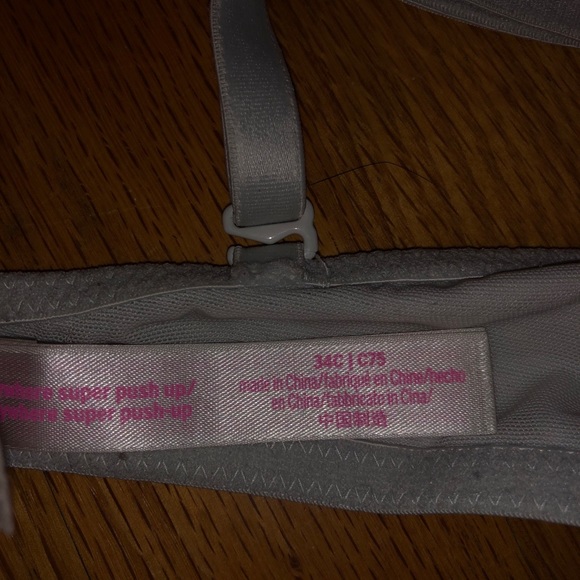 super push up/
super push-up
34C | C75
made in China/fabriqué en Chine/hecho
en China/fabbricato in Cina/
中国制造